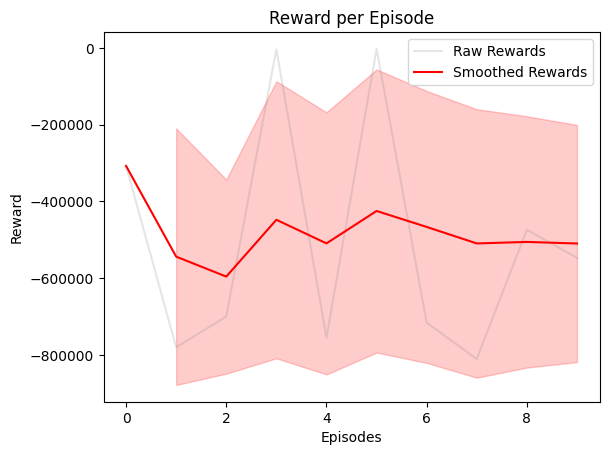 Reward per Episode
Raw Rewards
Smoothed Rewards
0
−200000
−400000
−600000
−800000
Reward
0 2 4 6 8
Episodes